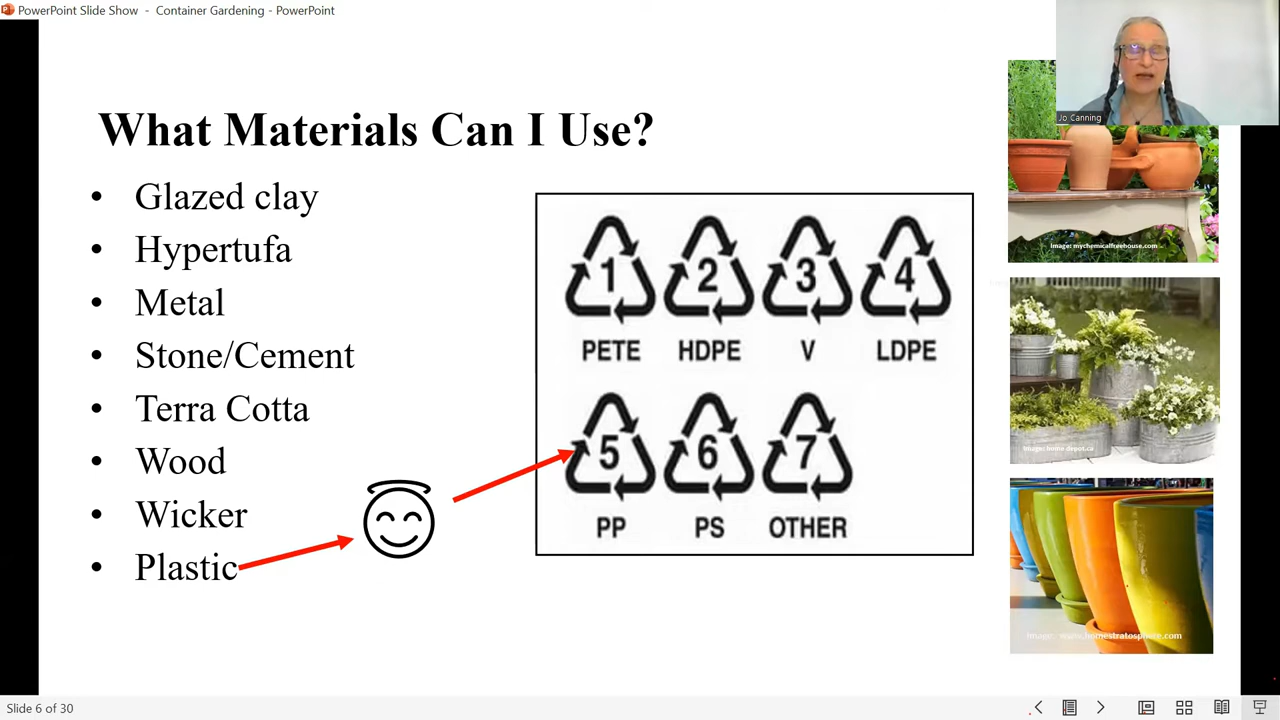 PowerPoint Slide Show - Container Gardening - PowerPoint
Jo Canning
What Materials Can I Use?
• Glazed clay
• Hypertufa
• Metal
• Stone/Cement
• Terra Cotta
• Wood
• Wicker
• Plastic
1 2 3 4
PETE HDPE V LDPE
5 6 7
PP PS OTHER
Image: mychemicalfreehouse.com
Image: home depot.ca
Image: www.homestratosphere.com
Slide 6 of 30